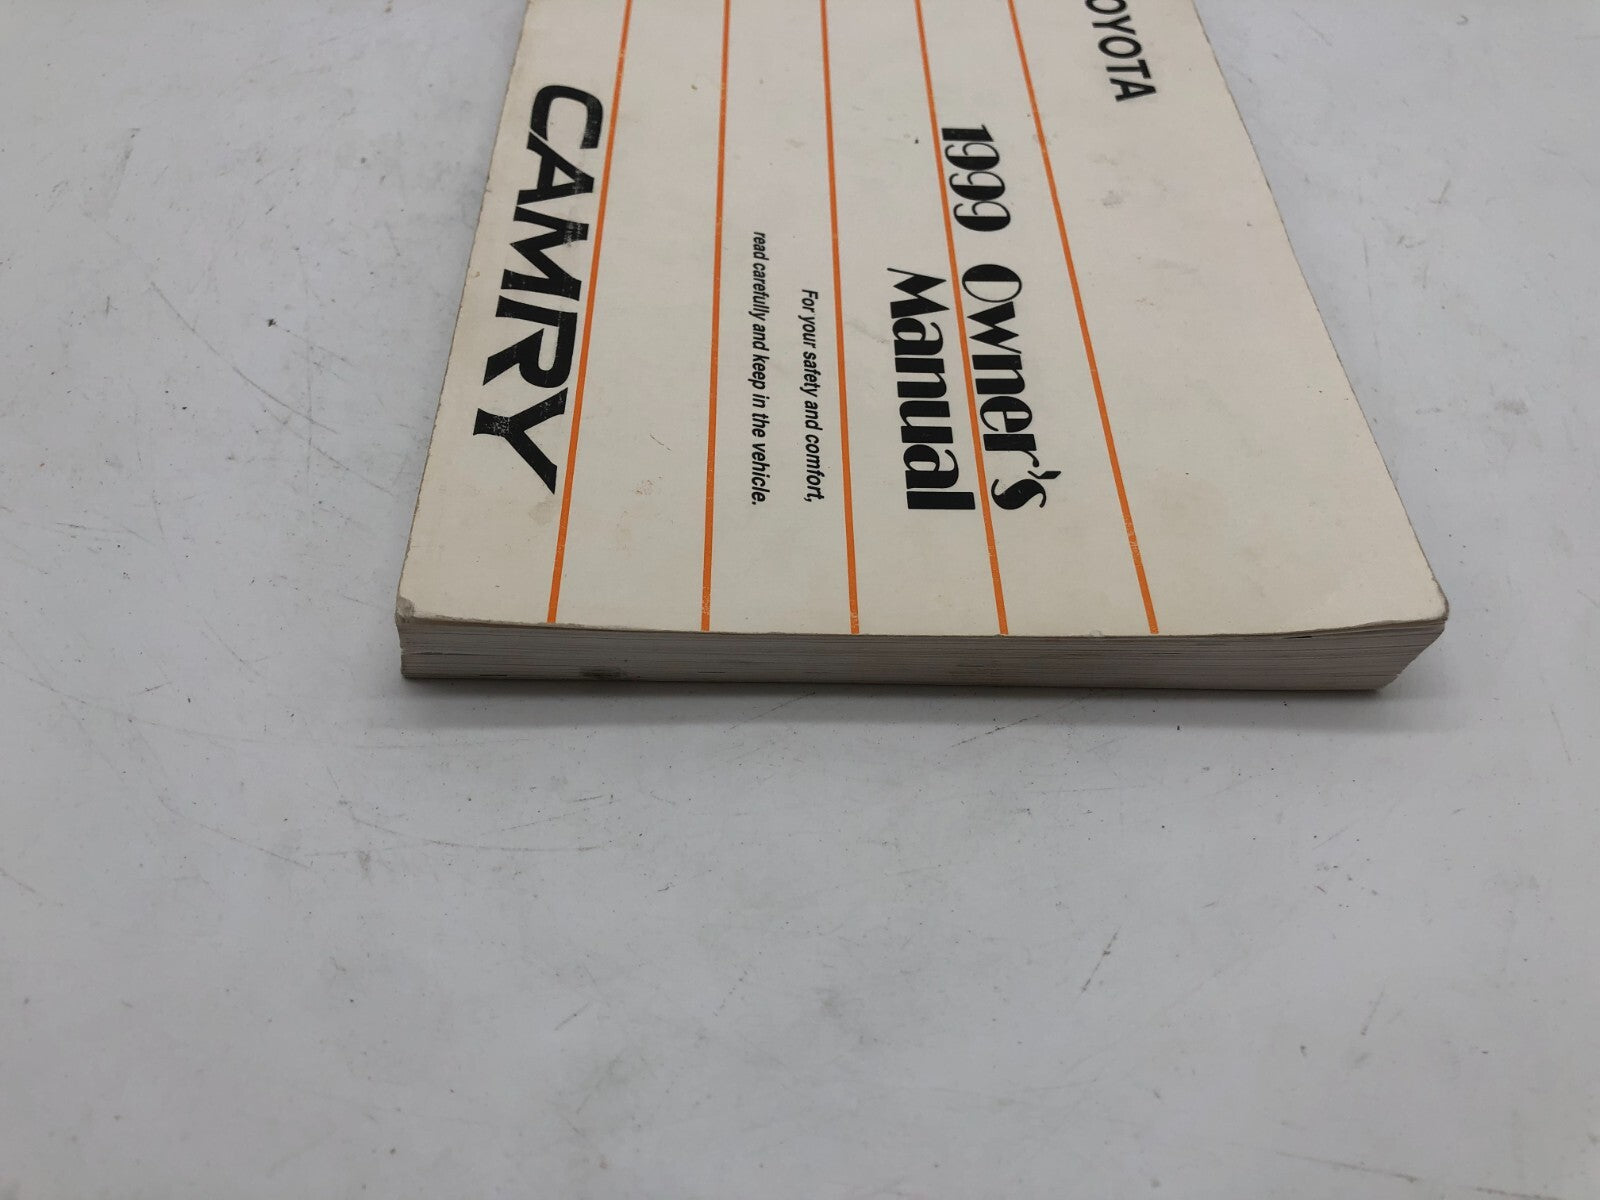 OYOTA
1999 Owner's
Manual
For your safety and comfort,
read carefully and keep in the vehicle.
CAMRY